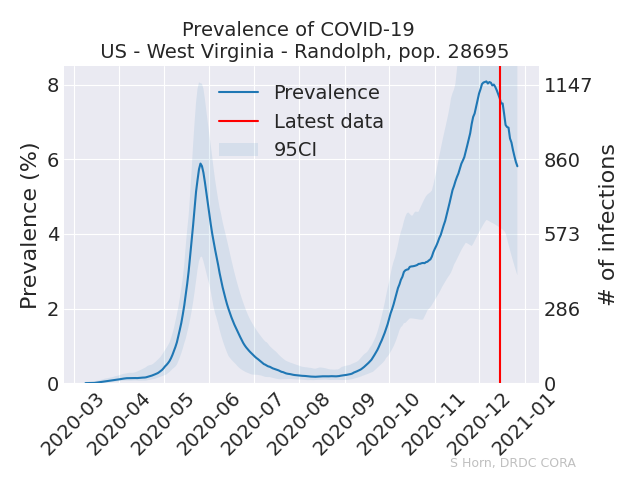 Prevalence of COVID-19
US - West Virginia - Randolph, pop. 28695
Prevalence
Latest data
95CI
Prevalence (%)
8
6
4
2
0
1147
860
573
286
0
# of infections
2020-03
2020-04
2020-05
2020-06
2020-07
2020-08
2020-09
2020-10
2020-11
2020-12
2021-01
S Horn, DRDC CORA